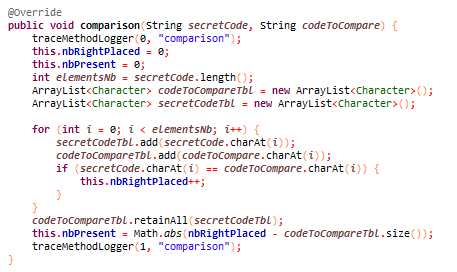 @Override
public void comparison(String secretCode, String codeToCompare) {
    traceMethodLogger(0, "comparison");
    this.nbRightPlaced = 0;
    this.nbPresent = 0;
    int elementsNb = secretCode.length();
    ArrayList<Character> codeToCompareTbl = new ArrayList<Character>();
    ArrayList<Character> secretCodeTbl = new ArrayList<Character>();

    for (int i = 0; i < elementsNb; i++) {
        secretCodeTbl.add(secretCode.charAt(i));
        codeToCompareTbl.add(codeToCompare.charAt(i));
        if (secretCode.charAt(i) == codeToCompare.charAt(i)) {
            this.nbRightPlaced++;
        }
    }
    codeToCompareTbl.retainAll(secretCodeTbl);
    this.nbPresent = Math.abs(nbRightPlaced - codeToCompareTbl.size());
    traceMethodLogger(1, "comparison");
}